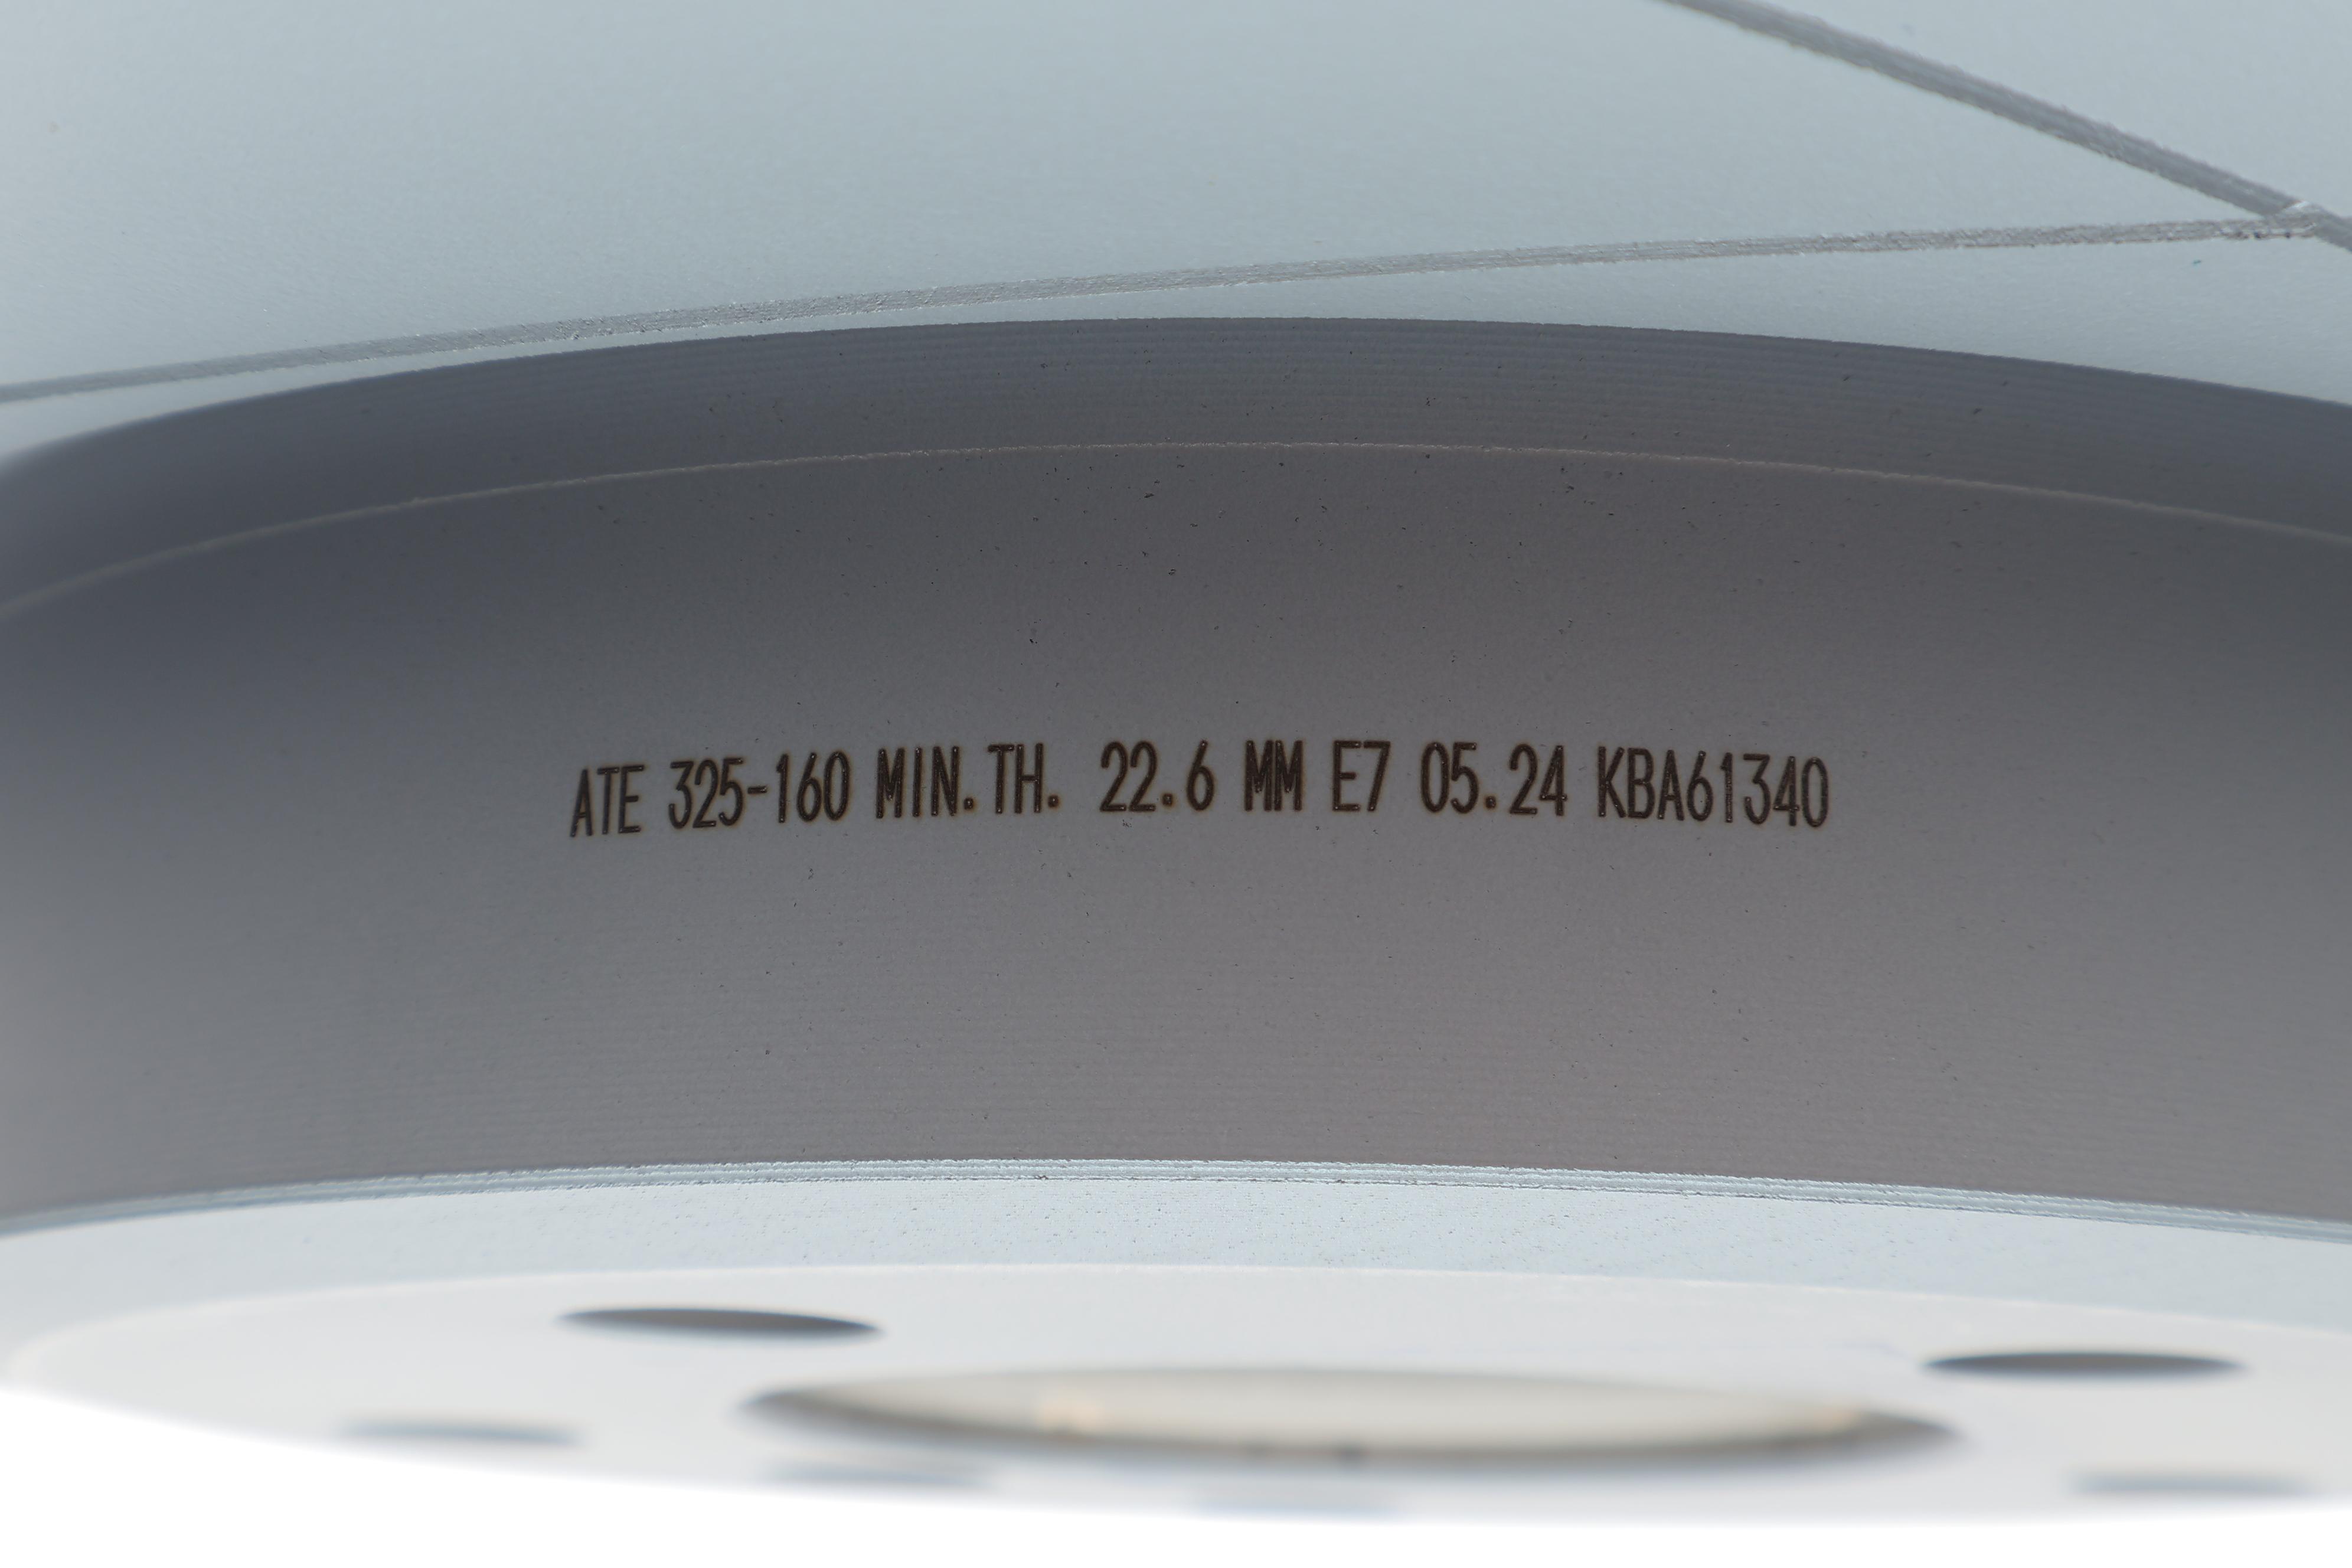 ATE 325-160 MIN.TH. 22.6 MM E7 05.24 KBA61340